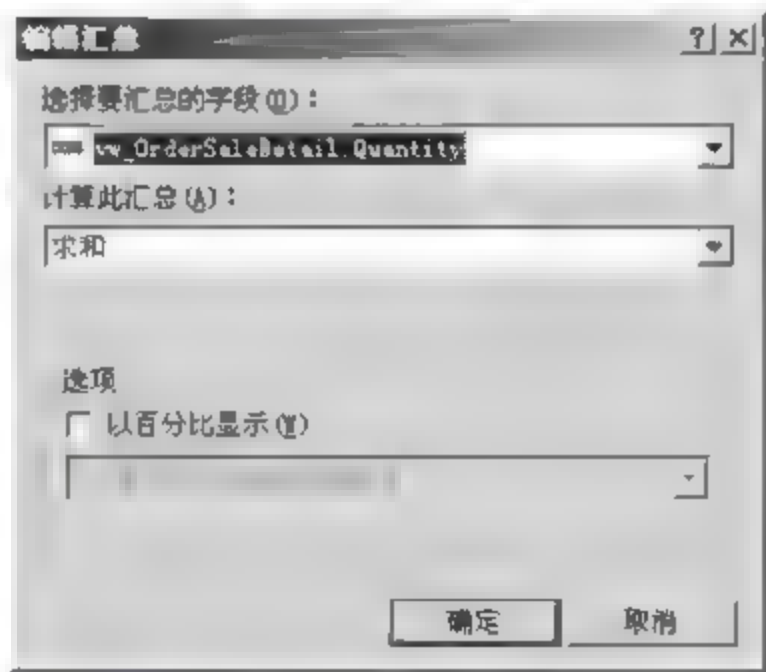 编辑汇总
选择要汇总的字段(Q):
vw_OrderSaleDetail.Quantity
计算此汇总(A):
求和
选项
以百分比显示(W)
确定
取消